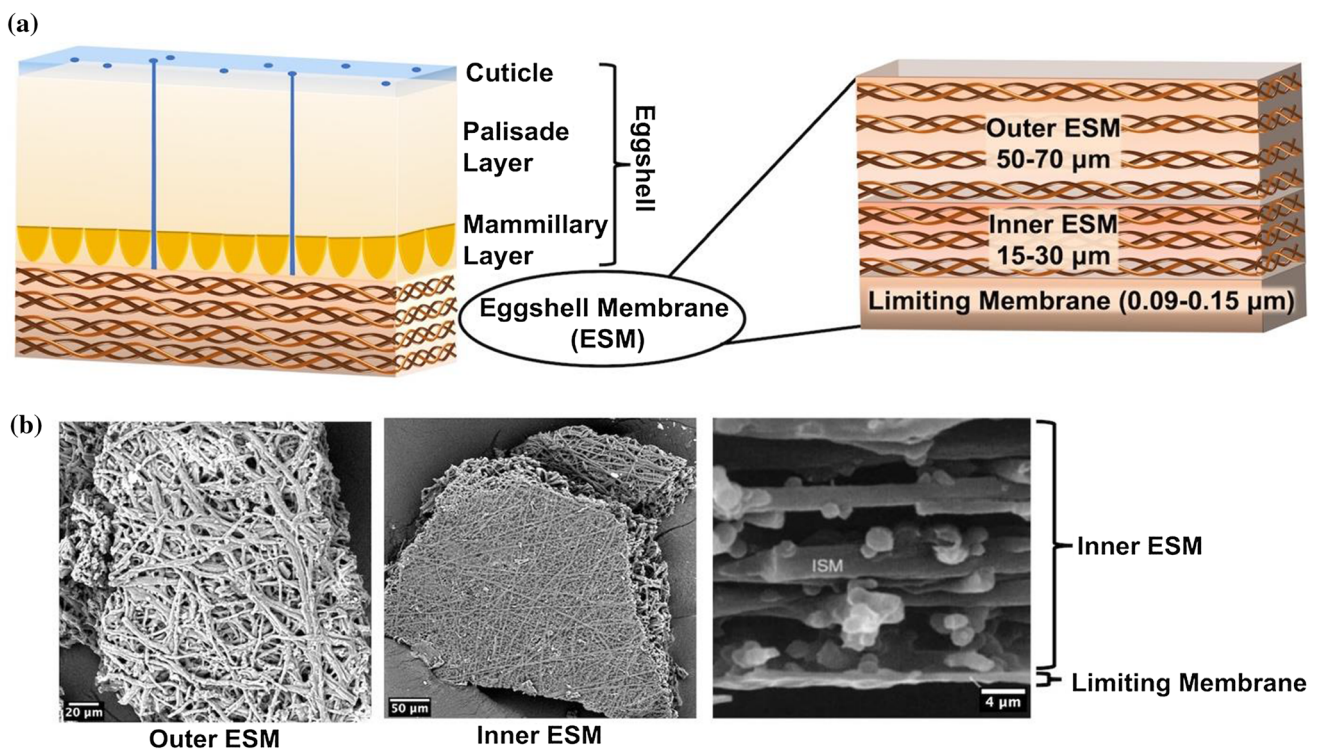 (a)
Cuticle
Palisade
Layer
Mammillary
Layer
Eggshell
Eggshell Membrane
(ESM)
Outer ESM
50-70 µm
Inner ESM
15-30 µm
Limiting Membrane (0.09-0.15 µm)
(b)
20 µm
Outer ESM
50 µm
Inner ESM
ISM
4 µm
Inner ESM
Limiting Membrane